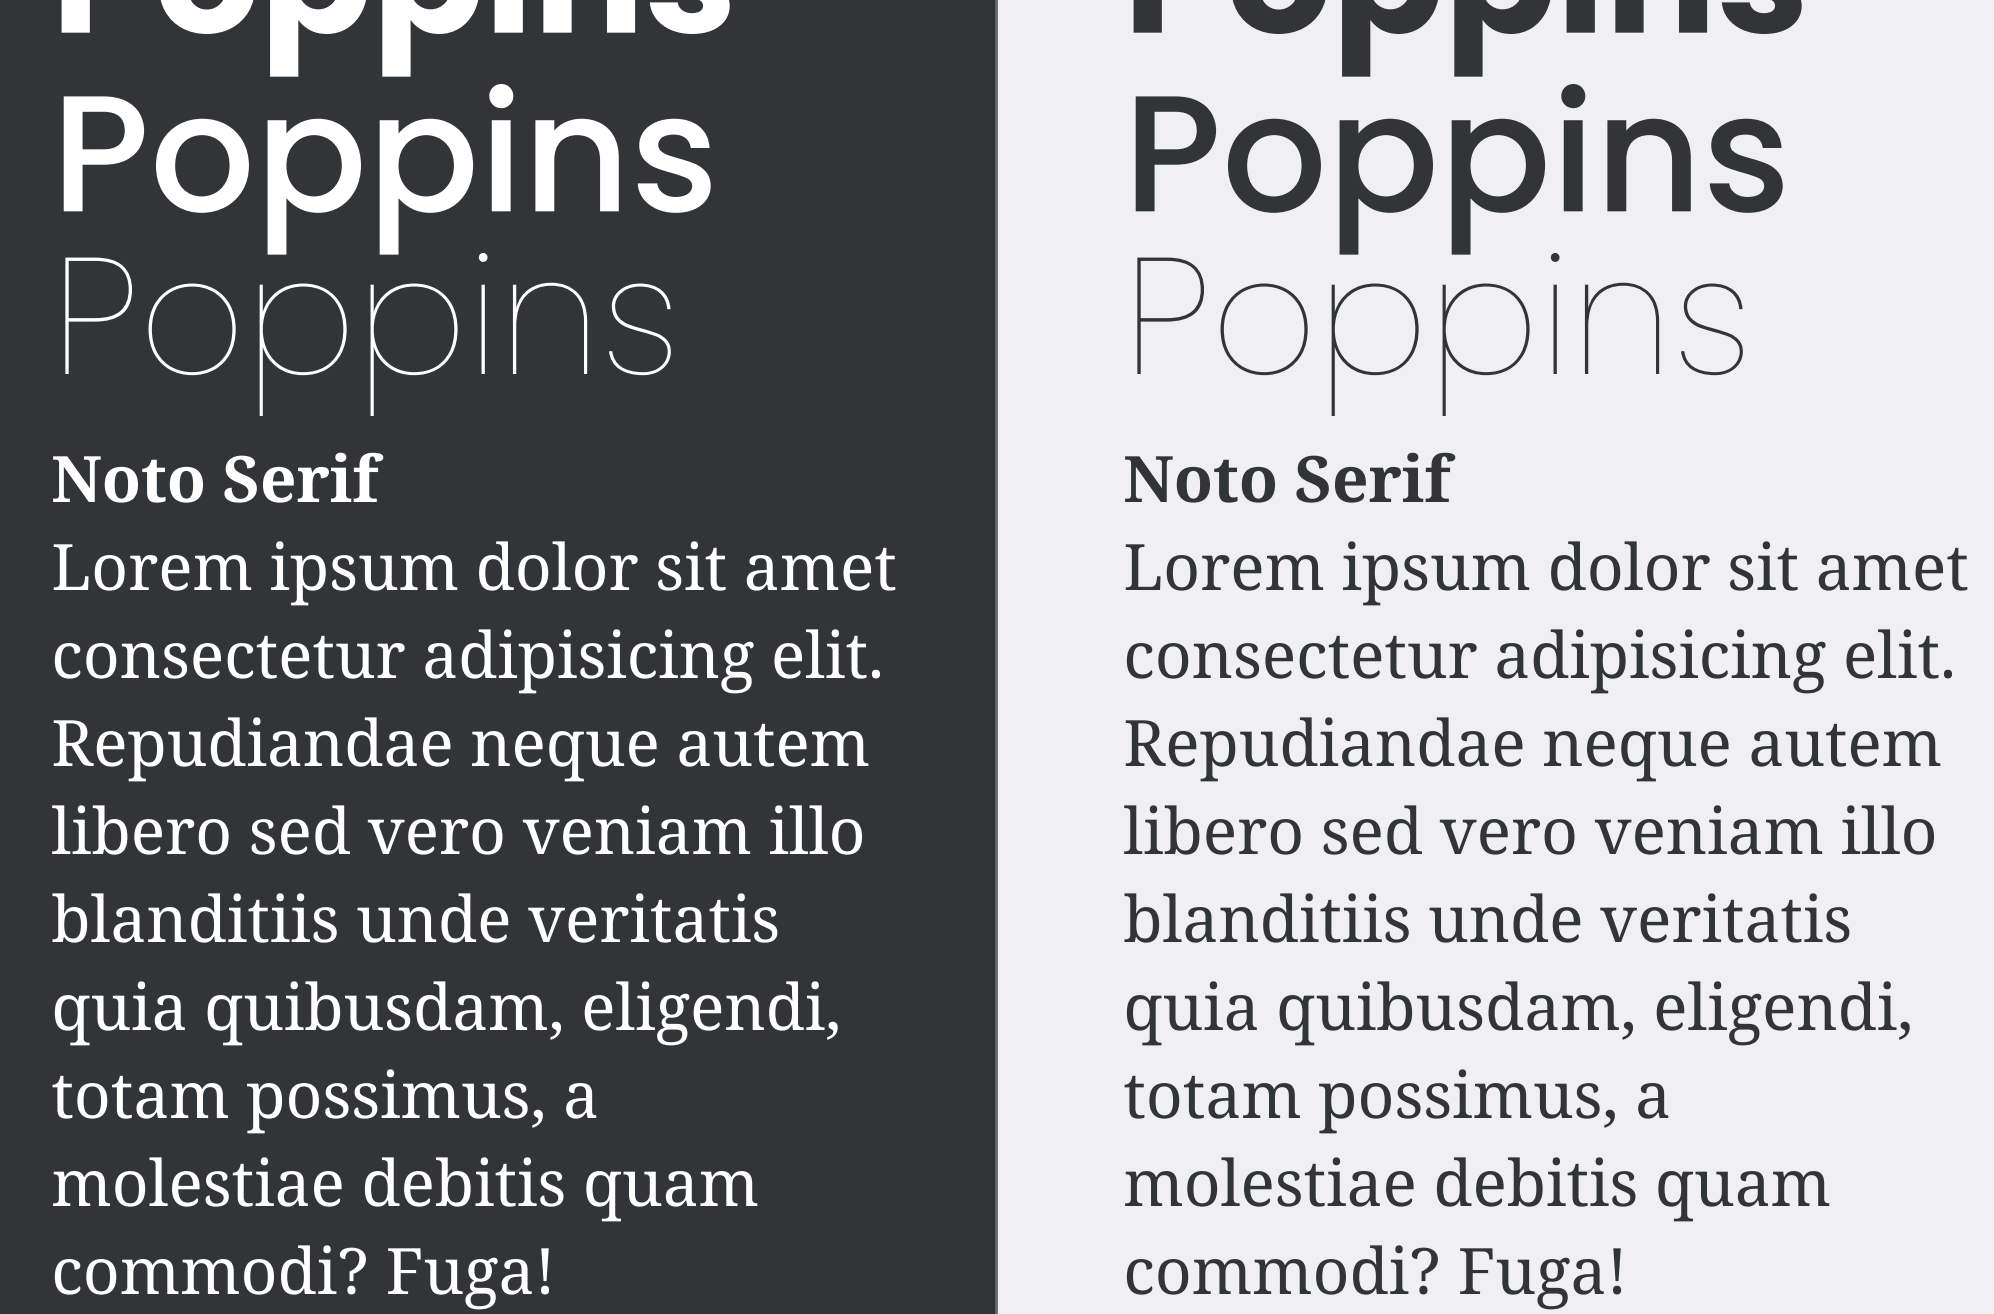 Poppins
Poppins
Poppins
Noto Serif
Lorem ipsum dolor sit amet
consectetur adipisicing elit.
Repudiandae neque autem
libero sed vero veniam illo
blanditiis unde veritatis
quia quibusdam, eligendi,
totam possimus, a
molestiae debitis quam
commodi? Fuga!
Poppins
Poppins
Poppins
Noto Serif
Lorem ipsum dolor sit amet
consectetur adipisicing elit.
Repudiandae neque autem
libero sed vero veniam illo
blanditiis unde veritatis
quia quibusdam, eligendi,
totam possimus, a
molestiae debitis quam
commodi? Fuga!